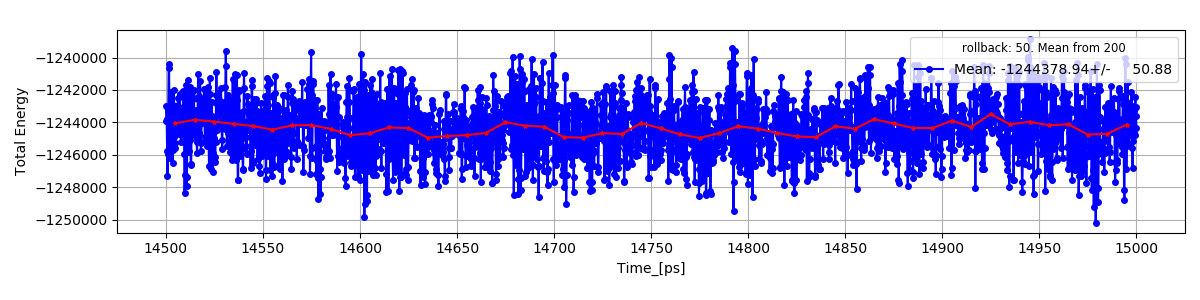 rollback: 50. Mean from 200
Mean: -1244378.94+/-     50.88
Total Energy
−1240000
−1242000
−1244000
−1246000
−1248000
−1250000
14500 14550 14600 14650 14700 14750 14800 14850 14900 14950 15000
Time_[ps]